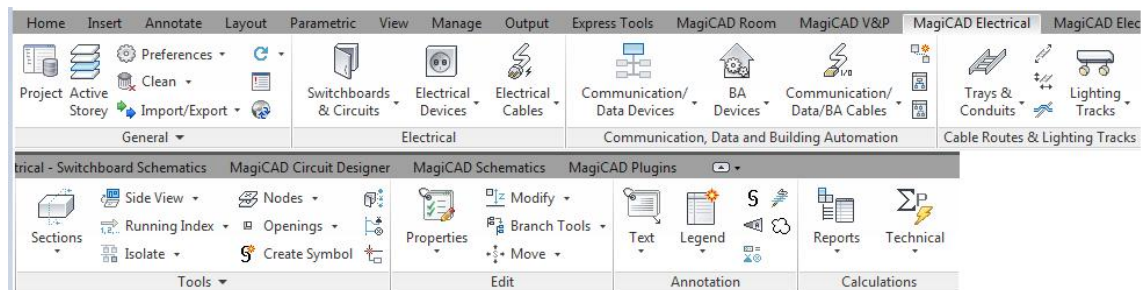 Home Insert Annotate Layout Parametric View Manage Output Express Tools MagiCAD Room MagiCAD V&P MagiCAD Electrical MagiCAD Elec
Preferences
Clean
Import/Export
Project
Active Storey
Switchboards & Circuits
Electrical Devices
Electrical Cables
Communication/ Data Devices
BA Devices
Communication/ Data/BA Cables
Trays & Conduits
Lighting Tracks
General Electrical Communication, Data and Building Automation Cable Routes & Lighting Tracks
trical - Switchboard Schematics MagiCAD Circuit Designer MagiCAD Schematics MagiCAD Plugins
Sections
Side View
Running Index
Isolate
Nodes
Openings
Create Symbol
Properties
Modify
Branch Tools
Move
Text
Legend
Reports
Technical
Tools Edit Annotation Calculations